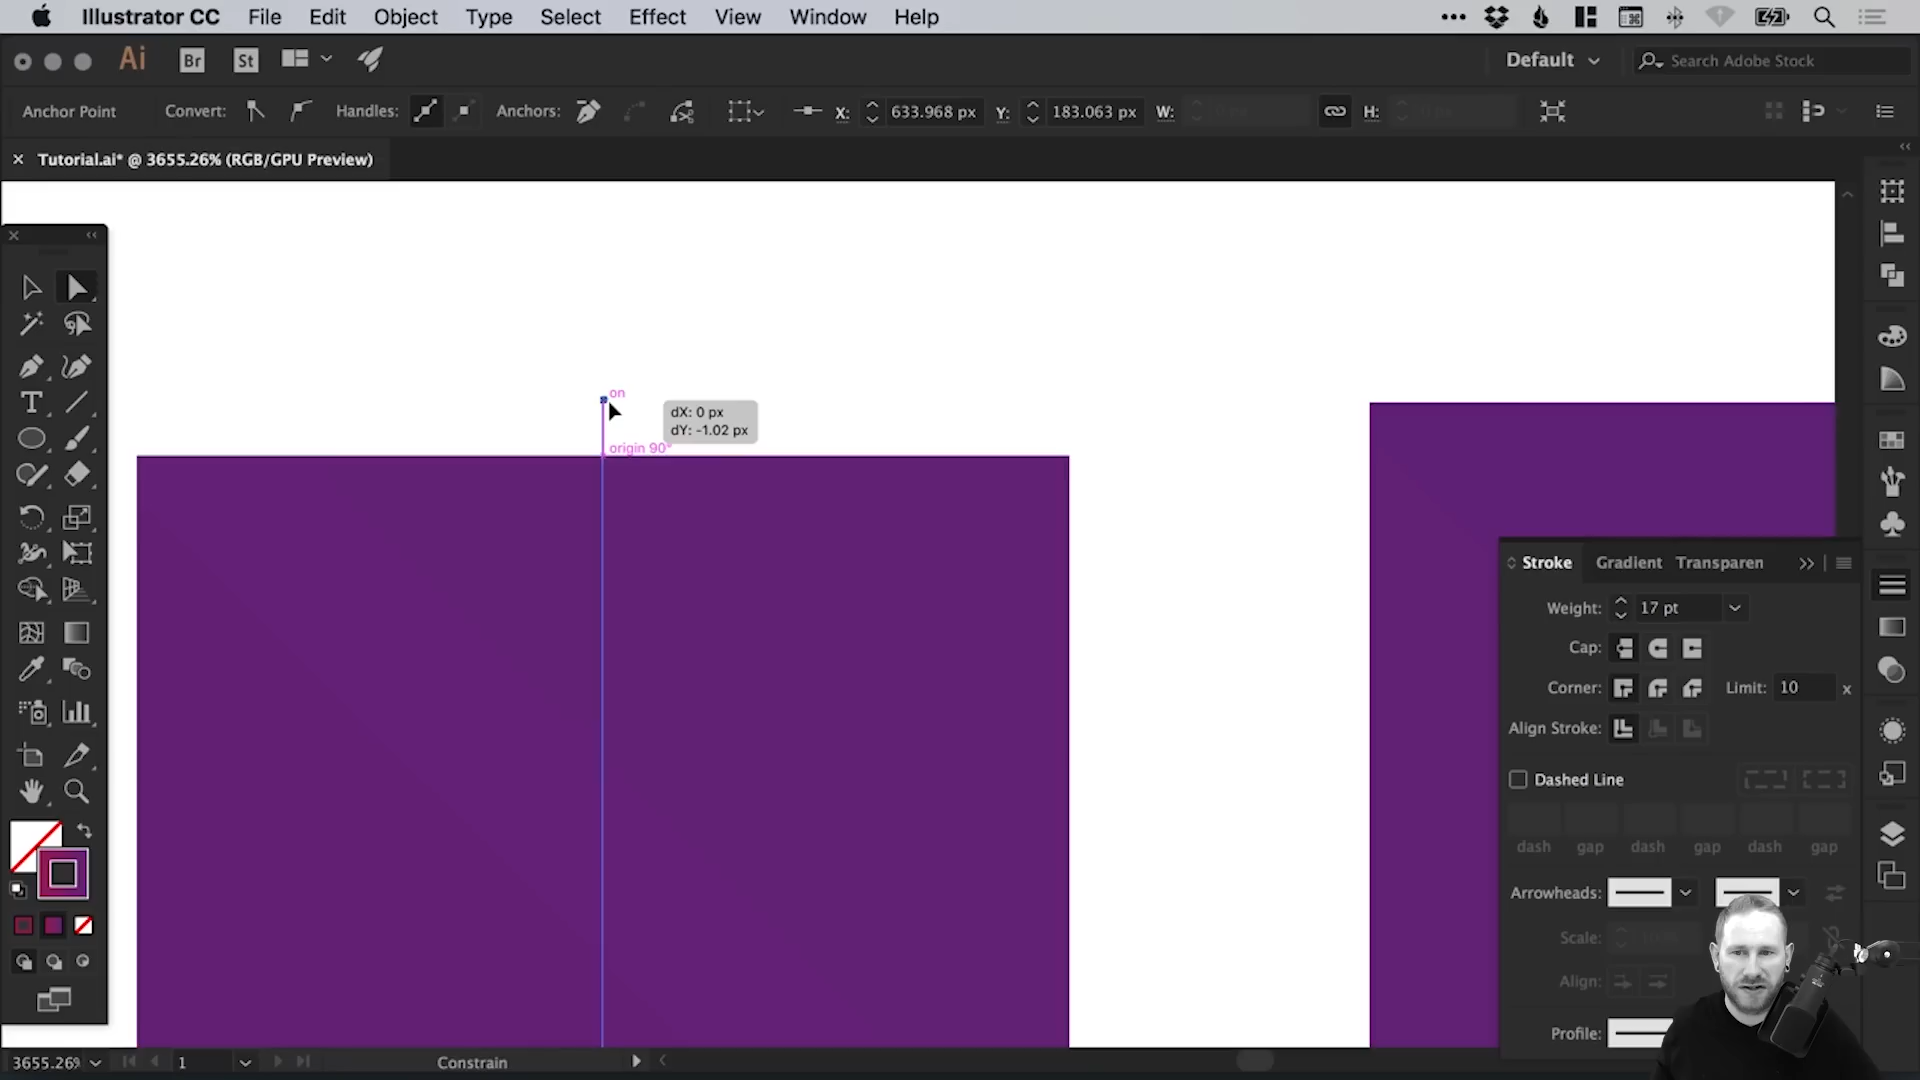 Illustrator CC File Edit Object Type Select Effect View Window Help
Ai Br St Default Search Adobe Stock
Anchor Point Convert: Handles: Anchors: X: 633.968 px Y: 183.063 px W: H:
Tutorial.ai* @ 3655.26% (RGB/GPU Preview)
on
dX: 0 px
dY: -1.02 px
origin 90°
Stroke Gradient Transparen
Weight: 17 pt
Cap:
Corner: Limit: 10 x
Align Stroke:
Dashed Line
dash gap dash gap dash gap
Arrowheads:
Scale:
Align:
Profile:
3655.26% 1 Constrain